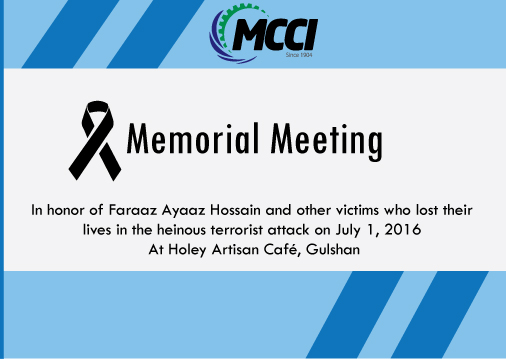 MCCI
Since 1904
Memorial Meeting
In honor of Faraaz Ayaaz Hossain and other victims who lost their
lives in the heinous terrorist attack on July 1, 2016
At Holey Artisan Café, Gulshan